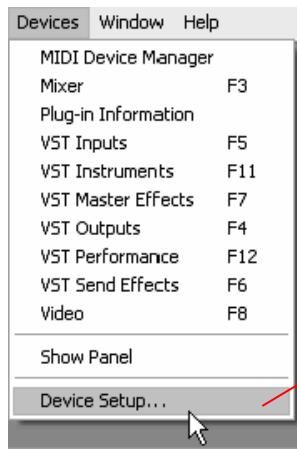 Devices Window Help
MIDI Device Manager
Mixer F3
Plug-in Information
VST Inputs F5
VST Instruments F11
VST Master Effects F7
VST Outputs F4
VST Performance F12
VST Send Effects F6
Video F8
Show Panel
Device Setup...